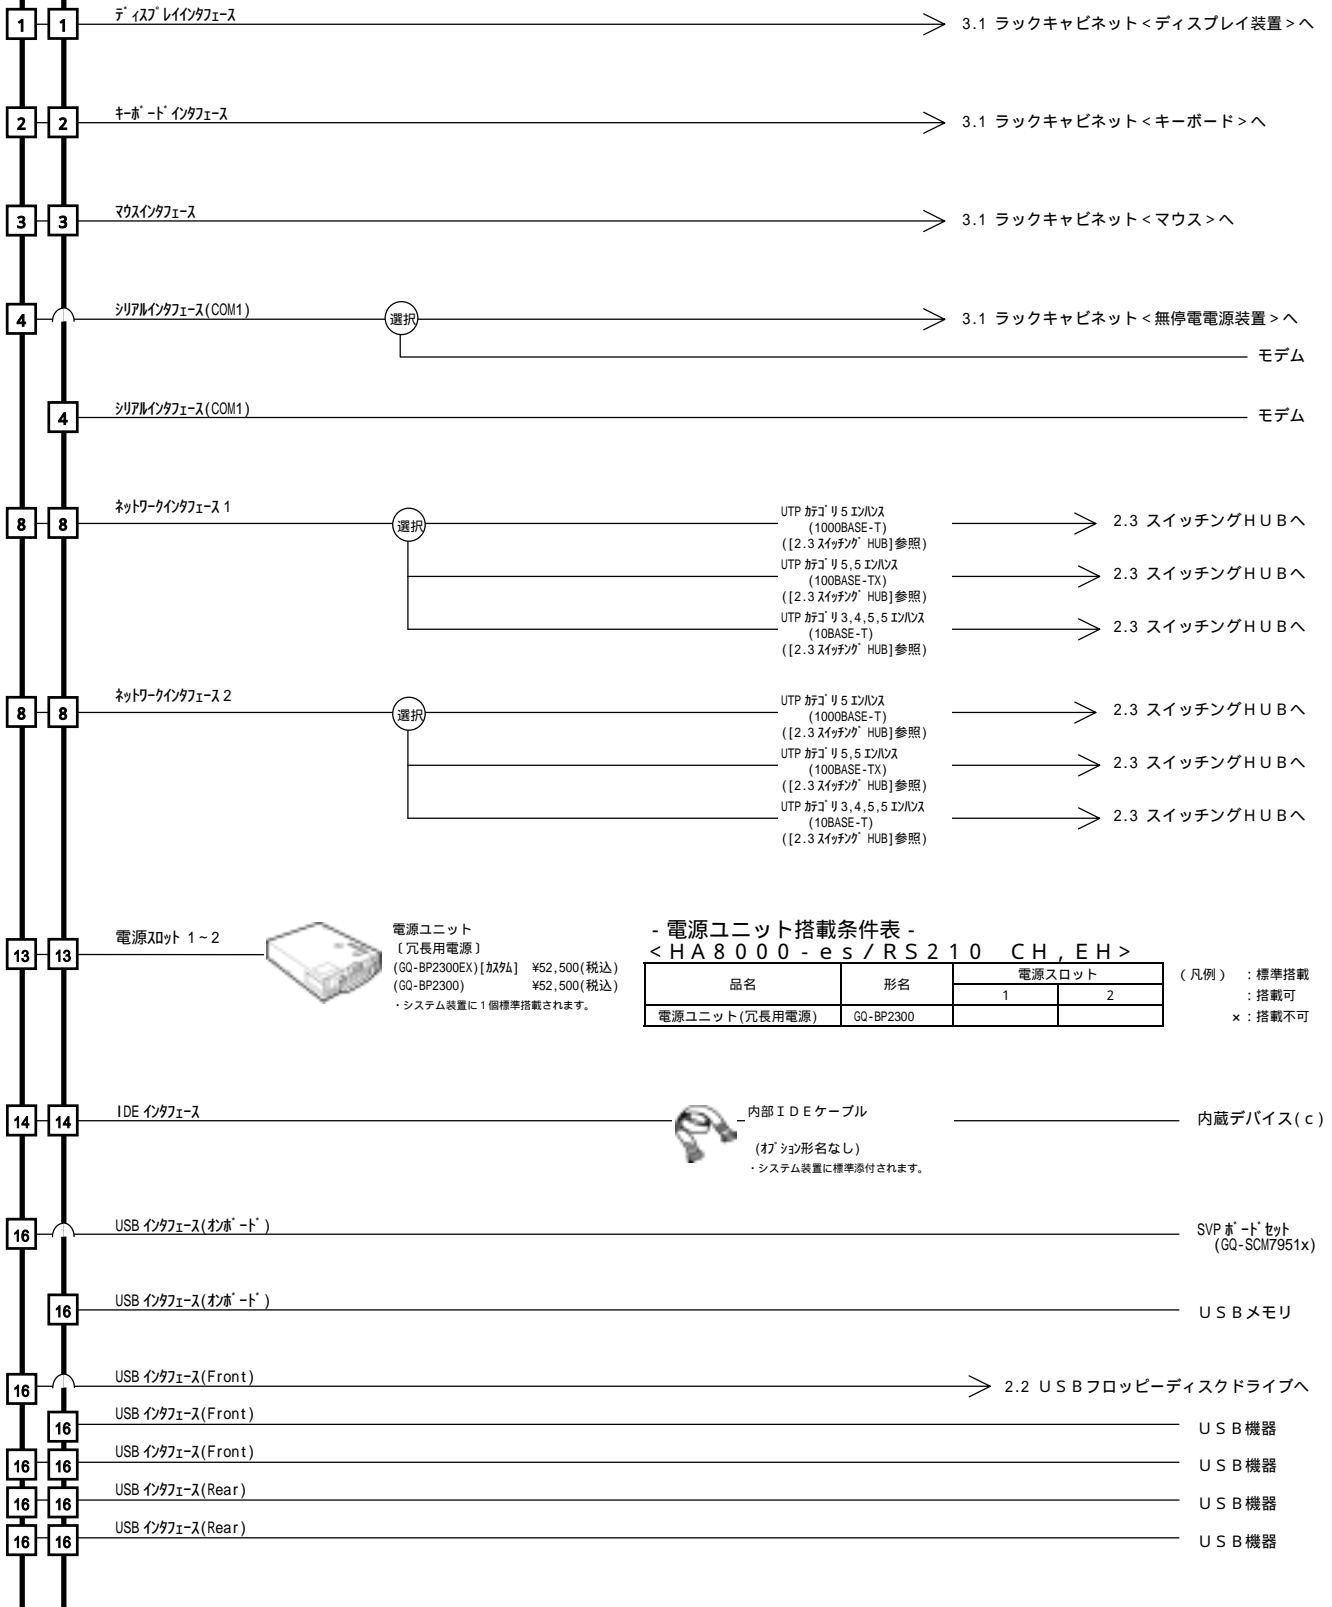 1 1 ディスプレイインタフェース 3.1 ラックキャビネット<ディスプレイ装置>へ
2 2 キーボードインタフェース 3.1 ラックキャビネット<キーボード>へ
3 3 マウスインタフェース 3.1 ラックキャビネット<マウス>へ
4 シリアルインタフェース(COM1) 選択 3.1 ラックキャビネット<無停電電源装置>へ
モデム
4 シリアルインタフェース(COM1) モデム
8 8 ネットワークインタフェース1 選択
UTP カテゴリ5エンハンス
(1000BASE-T)
([2.3スイッチング HUB]参照)
2.3 スイッチングHUBへ
UTP カテゴリ5,5エンハンス
(100BASE-TX)
([2.3スイッチング HUB]参照)
2.3 スイッチングHUBへ
UTP カテゴリ3,4,5,5エンハンス
(10BASE-T)
([2.3スイッチング HUB]参照)
2.3 スイッチングHUBへ
8 8 ネットワークインタフェース2 選択
UTP カテゴリ5エンハンス
(1000BASE-T)
([2.3スイッチング HUB]参照)
2.3 スイッチングHUBへ
UTP カテゴリ5,5エンハンス
(100BASE-TX)
([2.3スイッチング HUB]参照)
2.3 スイッチングHUBへ
UTP カテゴリ3,4,5,5エンハンス
(10BASE-T)
([2.3スイッチング HUB]参照)
2.3 スイッチングHUBへ
13 13 電源スロット 1~2
電源ユニット
〔冗長用電源〕
(GQ-BP2300EX)[カスタム] ¥52,500(税込)
(GQ-BP2300) ¥52,500(税込)
・システム装置に1個標準搭載されます。
- 電源ユニット搭載条件表 -
<HA8000-es/RS210 CH,EH>
品名 形名 電源スロット
1 2
電源ユニット(冗長用電源) GQ-BP2300
(凡例) :標準搭載
:搭載可
×:搭載不可
14 14 IDE インタフェース
内部IDEケーブル
(オプション形名なし)
・システム装置に標準添付されます。
内蔵デバイス(c)
16 USB インタフェース(オンボード) SVP ボードセット
(GQ-SCM7951x)
16 USB インタフェース(オンボード) USBメモリ
16 USB インタフェース(Front) 2.2 USBフロッピーディスクドライブへ
16 USB インタフェース(Front) USB機器
16 16 USB インタフェース(Front) USB機器
16 16 USB インタフェース(Rear) USB機器
16 16 USB インタフェース(Rear) USB機器